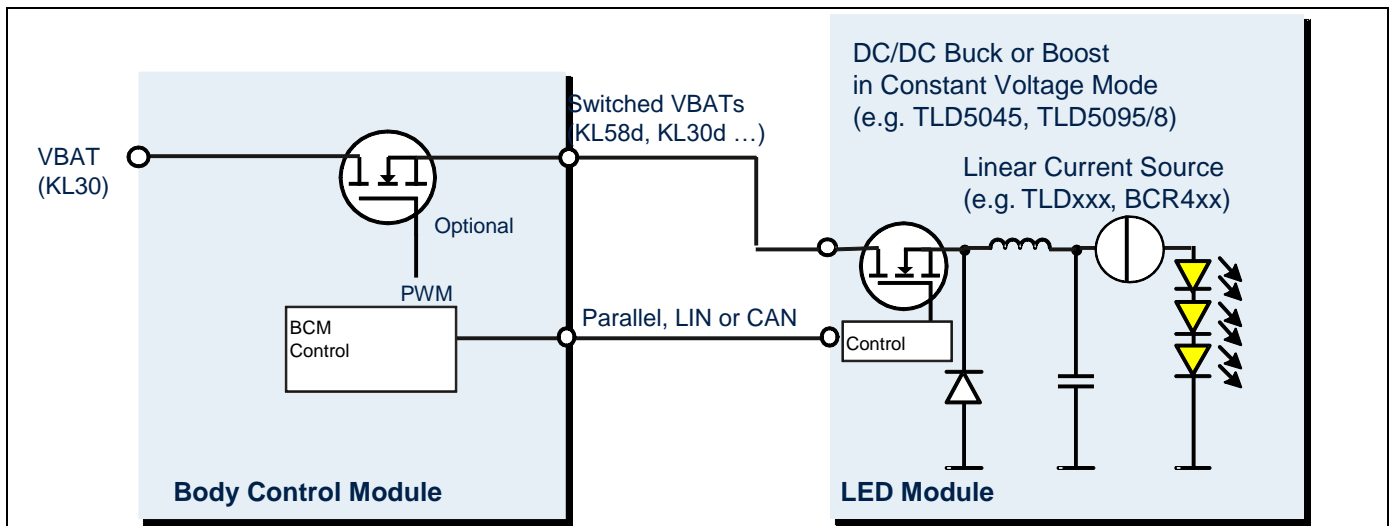 DC/DC Buck or Boost
in Constant Voltage Mode
(e.g. TLD5045, TLD5095/8)
Switched VBATs
(KL58d, KL30d …)
VBAT
(KL30)
Linear Current Source
(e.g. TLDxxx, BCR4xx)
Optional
PWM
BCM
Control
Parallel, LIN or CAN
Control
Body Control Module
LED Module